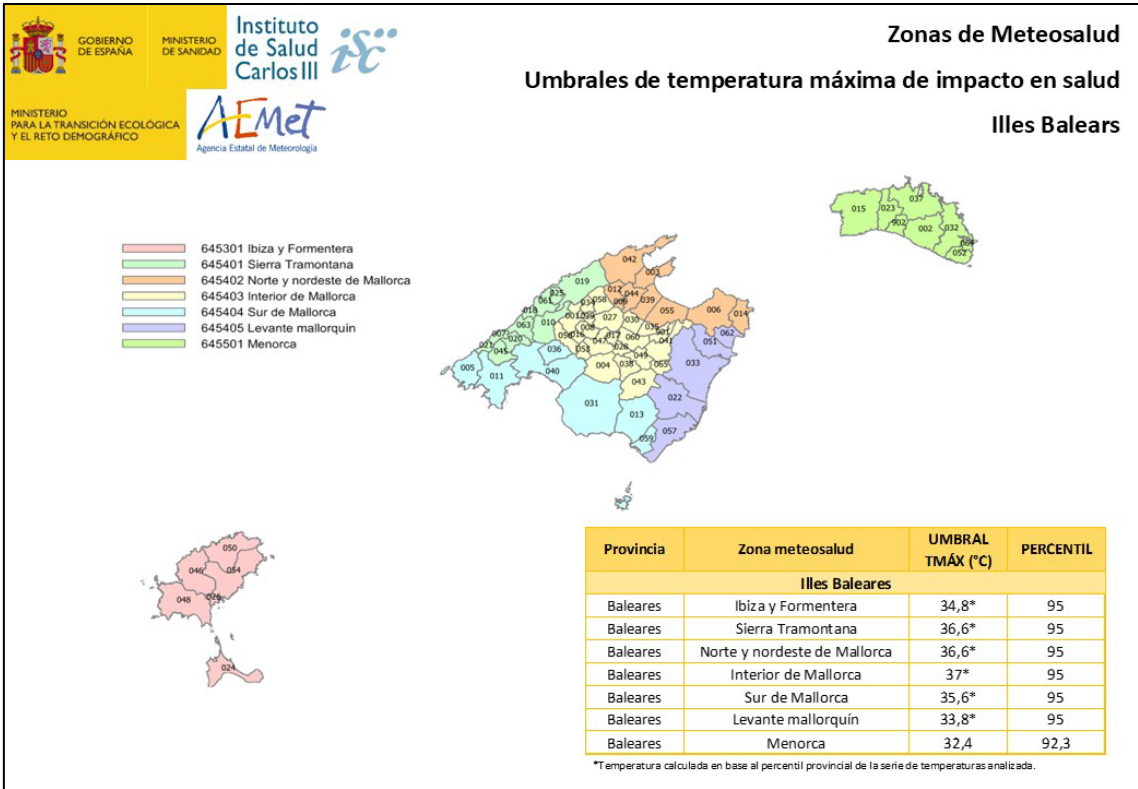 GOBIERNO
DE ESPAÑA
MINISTERIO
DE SANIDAD
Instituto
de Salud
Carlos III
isc
MINISTERIO
PARA LA TRANSICIÓN ECOLÓGICA
Y EL RETO DEMOGRÁFICO
AEMet
Agencia Estatal de Meteorología
Zonas de Meteosalud
Umbrales de temperatura máxima de impacto en salud
Illes Balears
645301 Ibiza y Formentera
645401 Sierra Tramontana
645402 Norte y nordeste de Mallorca
645403 Interior de Mallorca
645404 Sur de Mallorca
645405 Levante mallorquín
645501 Menorca
015 023 037
902 002 032
064
052
042
003
019
025 012 044
061 034 058 009 039
018 001 029 027 030 055 006 014
063 010 008 035
007 020 056 016 047 017 060 041 051 062
021 045 036 053 028 049 033
005 011 040 004 038 065
043
031 013 022
059 057
050
046 054
048 026
024
Provincia Zona meteosalud UMBRAL TMÁX (°C) PERCENTIL
Illes Baleares
Baleares Ibiza y Formentera 34,8* 95
Baleares Sierra Tramontana 36,6* 95
Baleares Norte y nordeste de Mallorca 36,6* 95
Baleares Interior de Mallorca 37* 95
Baleares Sur de Mallorca 35,6* 95
Baleares Levante mallorquín 33,8* 95
Baleares Menorca 32,4 92,3
*Temperatura calculada en base al percentil provincial de la serie de temperaturas analizada.